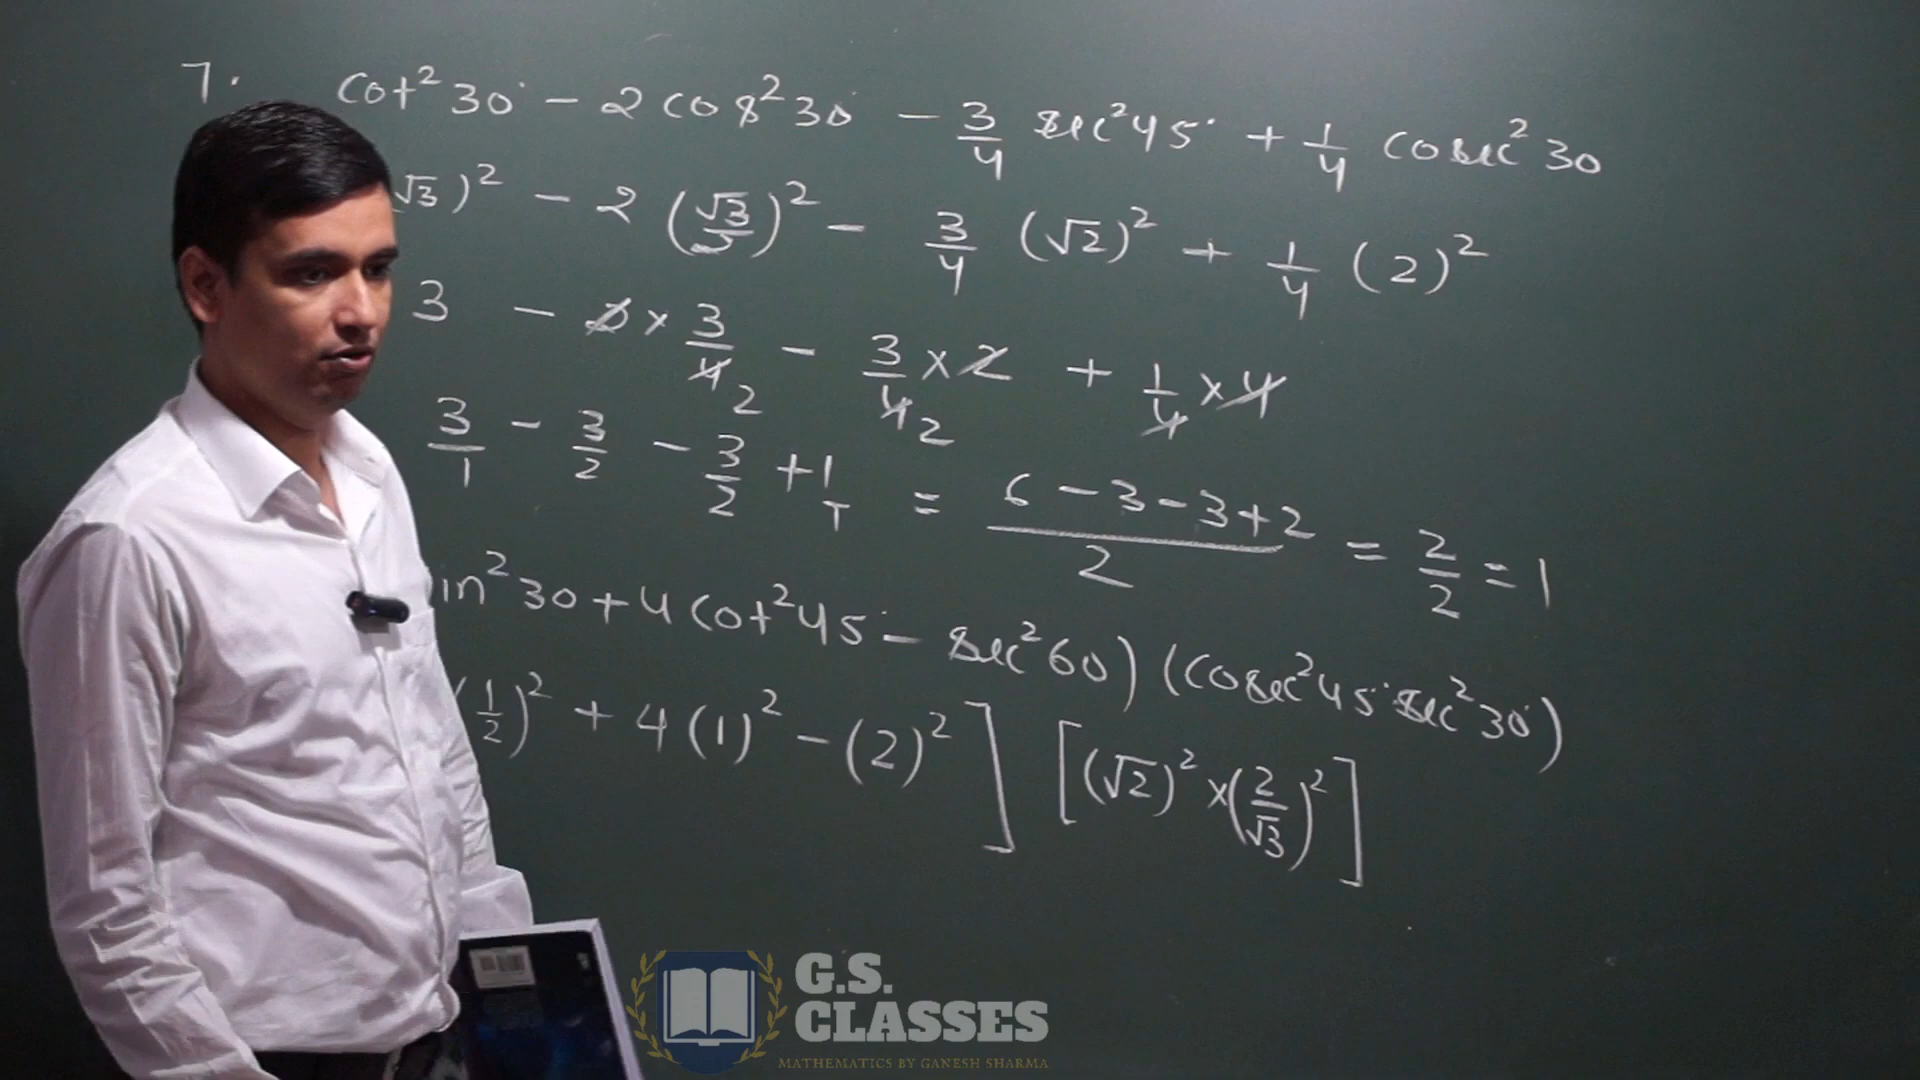 7. cot²30° - 2cos²30° - 3/4 sec²45° + 1/4 cosec²30
√3)² - 2(√3/2)² - 3/4 (√2)² + 1/4 (2)²
3 - 2 × 3/4 2 - 3/4 2 × 2 + 1/4 × 4
3/1 - 3/2 - 3/2 + 1/1 = 6-3-3+2/2 = 2/2 = 1
in²30 + 4cot²45° - sec²60) (cosec²45° sec²30°)
(1/2)² + 4(1)² - (2)²] [(√2)² × (2/√3)²]
G.S.
CLASSES
MATHEMATICS BY GANESH SHARMA